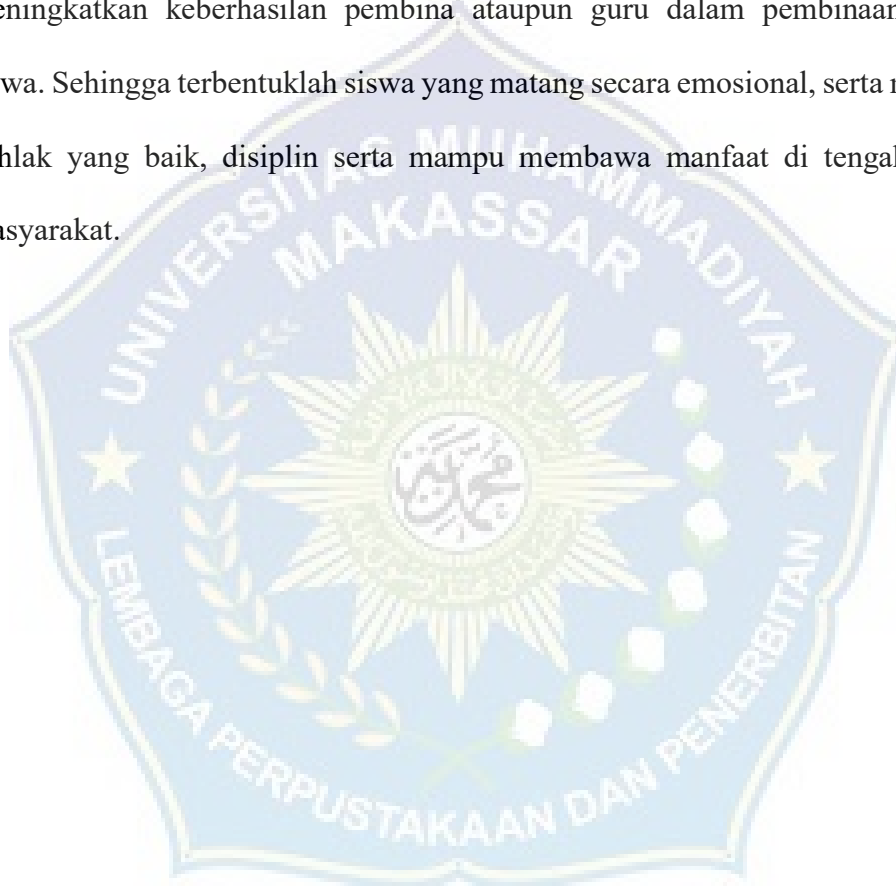 eningkatkan keberhasilan pembina ataupun guru dalam pembinaan
wa. Sehingga terbentuklah siswa yang matang secara emosional, serta
hlak yang baik, disiplin serta mampu membawa manfaat di tengah
asyarakat.
UNIVERSITAS MUHAMMADIYAH
MAKASSAR
محمدية
LEMBAGA PERPUSTAKAAN DAN PENERBITAN